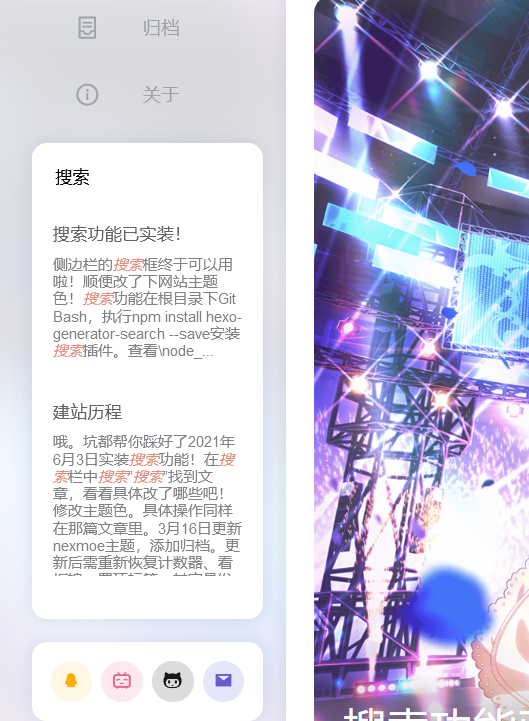 归档
关于
搜索
搜索功能已实装！
侧边栏的搜索框终于可以用
啦！顺便改了下网站主题
色！搜索功能在根目录下Git
Bash，执行npm install hexo-
generator-search --save安装
搜索插件。查看\node_...
建站历程
哦。坑都帮你踩好了2021年
6月3日实装搜索功能！在搜
索栏中“搜索”“搜索”找到文
章，看看具体改了哪些吧！
修改主题色。具体操作同样
在那篇文章里。3月16日更新
nexmoe主题，添加归档。更
新后需重新恢复计数器、看
搜索功能